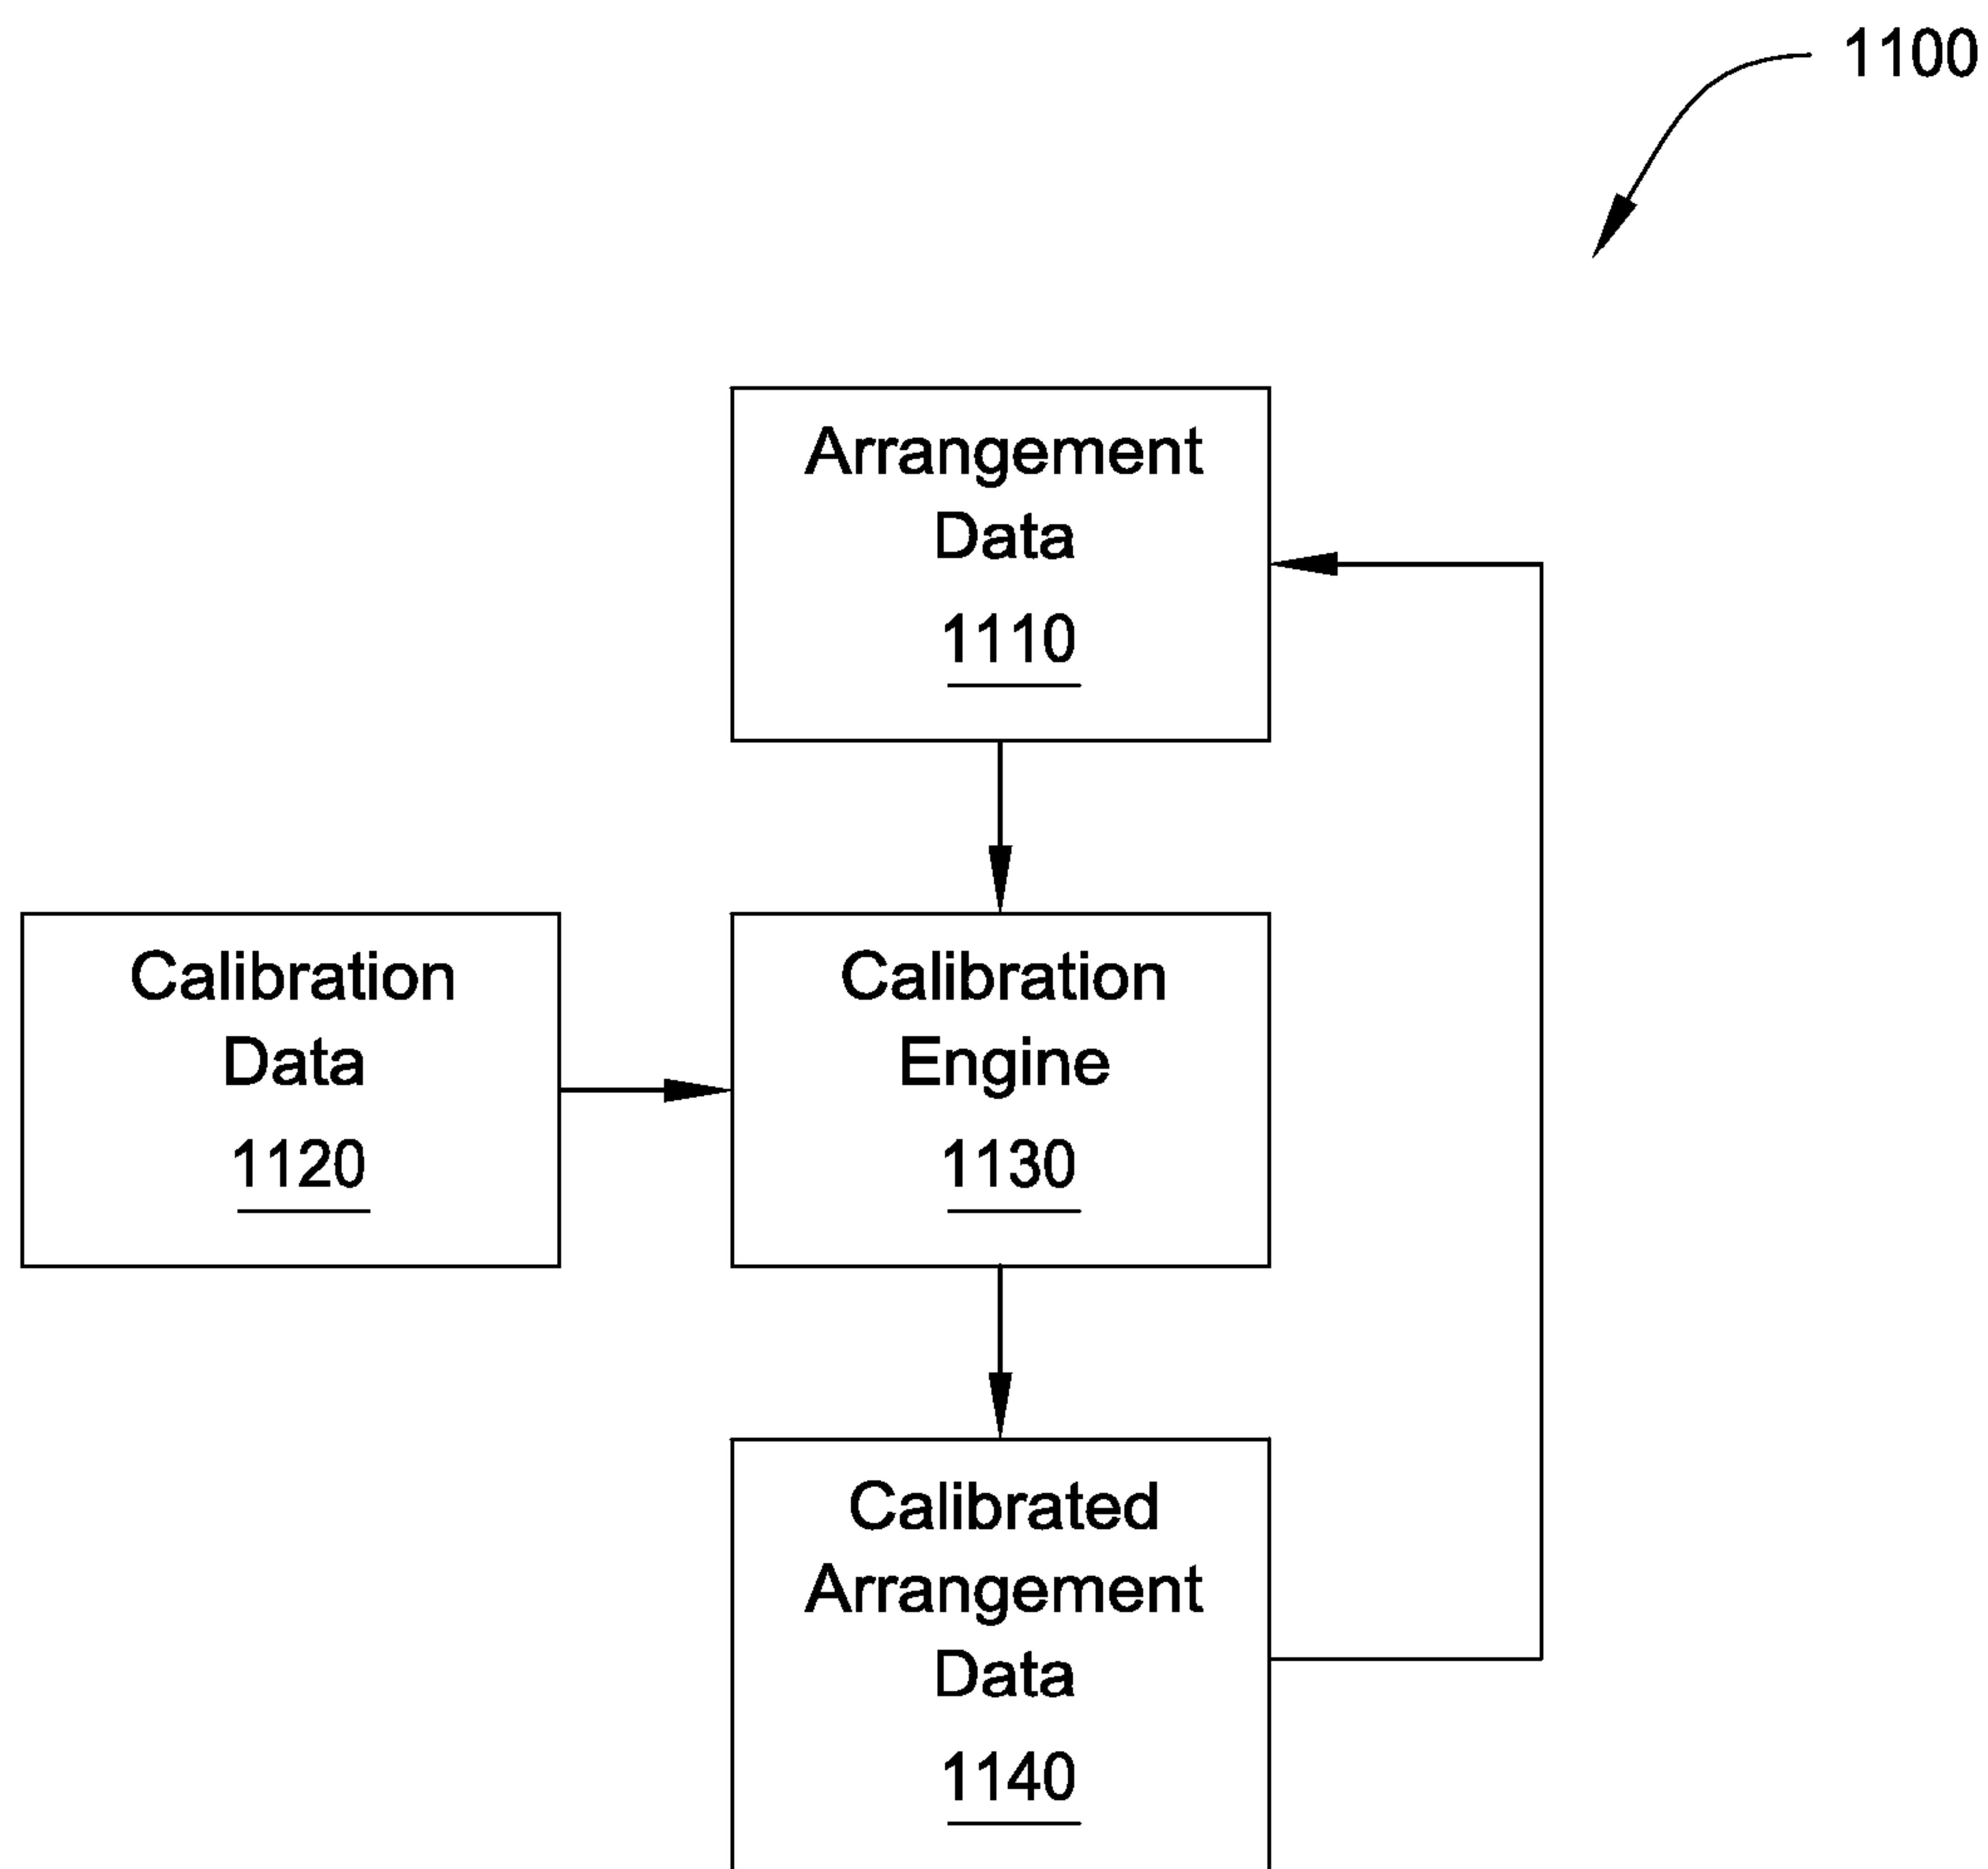 1100
Arrangement
Data
1110
Calibration
Data
1120
Calibration
Engine
1130
Calibrated
Arrangement
Data
1140